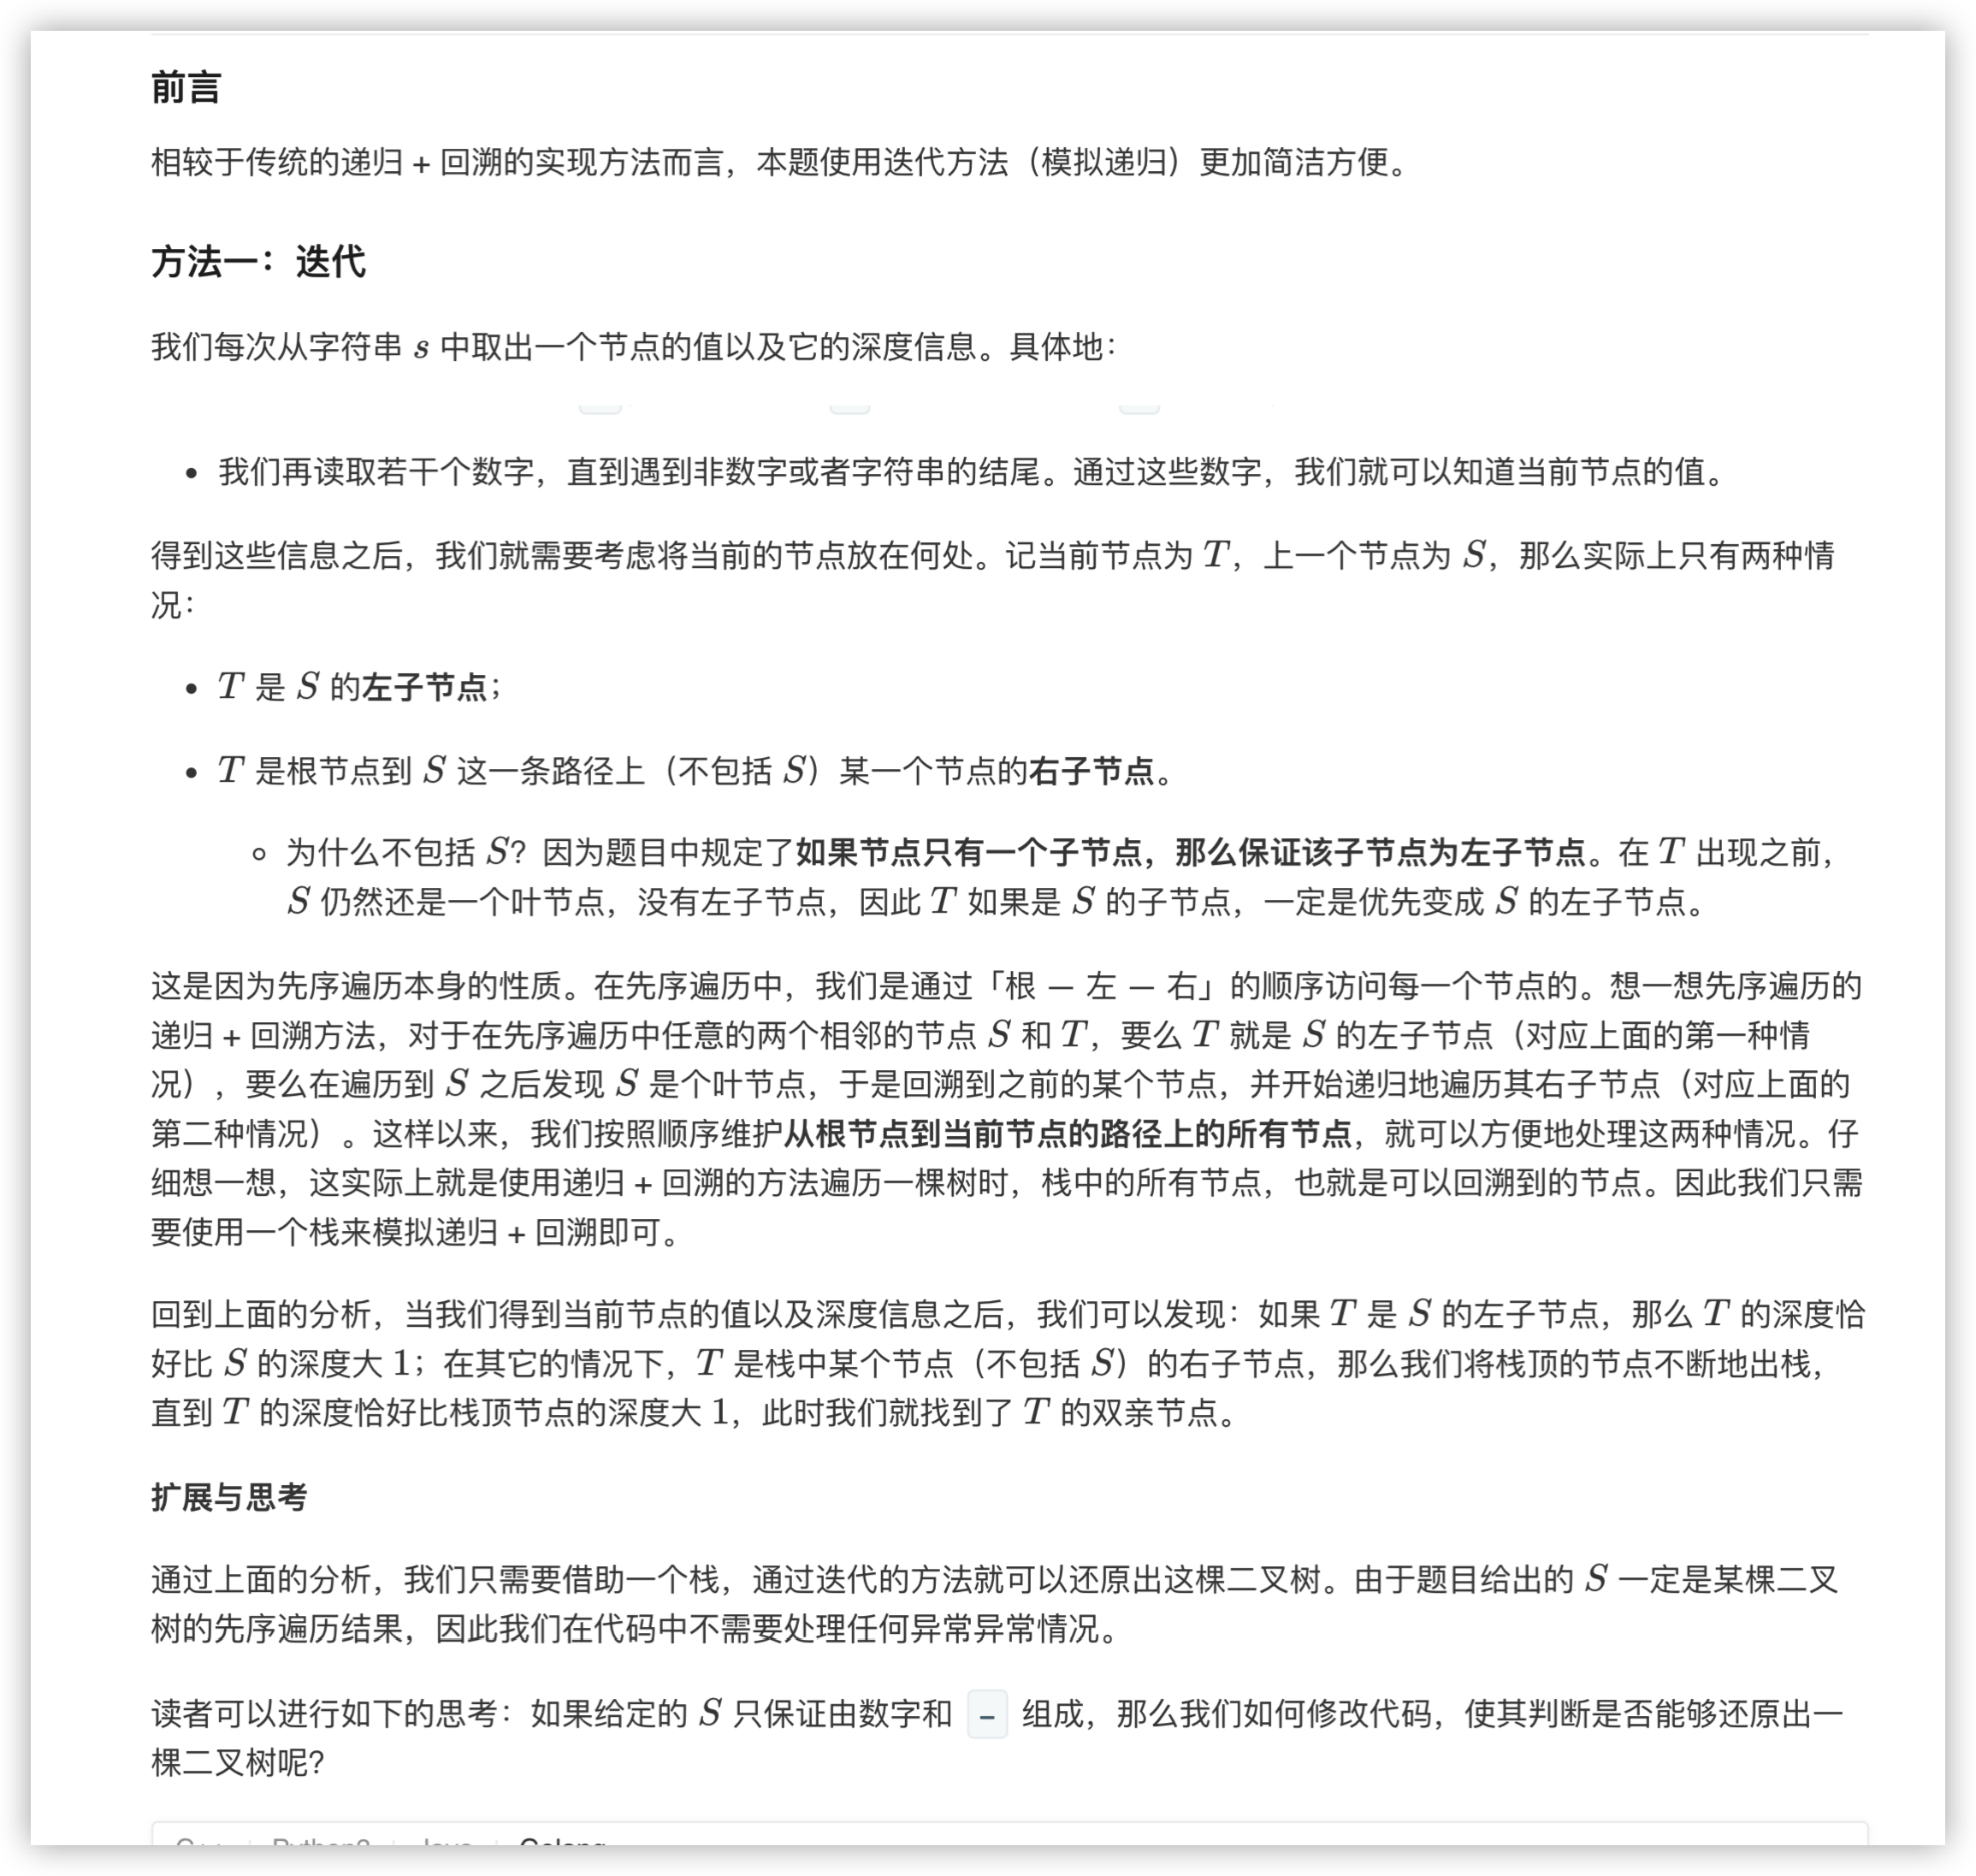 前言
相较于传统的递归 + 回溯的实现方法而言，本题使用迭代方法（模拟递归）更加简洁方便。
方法一：迭代
我们每次从字符串 s 中取出一个节点的值以及它的深度信息。具体地：
• 我们再读取若干个数字，直到遇到非数字或者字符串的结尾。通过这些数字，我们就可以知道当前节点的值。
得到这些信息之后，我们就需要考虑将当前的节点放在何处。记当前节点为 T，上一个节点为 S，那么实际上只有两种情
况：
• T 是 S 的左子节点；
• T 是根节点到 S 这一条路径上（不包括 S）某一个节点的右子节点。
◦ 为什么不包括 S？因为题目中规定了如果节点只有一个子节点，那么保证该子节点为左子节点。在 T 出现之前，
S 仍然还是一个叶节点，没有左子节点，因此 T 如果是 S 的子节点，一定是优先变成 S 的左子节点。
这是因为先序遍历本身的性质。在先序遍历中，我们是通过「根 — 左 — 右」的顺序访问每一个节点的。想一想先序遍历的
递归 + 回溯方法，对于在先序遍历中任意的两个相邻的节点 S 和 T，要么 T 就是 S 的左子节点（对应上面的第一种情
况），要么在遍历到 S 之后发现 S 是个叶节点，于是回溯到之前的某个节点，并开始递归地遍历其右子节点（对应上面的
第二种情况）。这样以来，我们按照顺序维护从根节点到当前节点的路径上的所有节点，就可以方便地处理这两种情况。仔
细想一想，这实际上就是使用递归 + 回溯的方法遍历一棵树时，栈中的所有节点，也就是可以回溯到的节点。因此我们只需
要使用一个栈来模拟递归 + 回溯即可。
回到上面的分析，当我们得到当前节点的值以及深度信息之后，我们可以发现：如果 T 是 S 的左子节点，那么 T 的深度恰
好比 S 的深度大 1；在其它的情况下，T 是栈中某个节点（不包括 S）的右子节点，那么我们将栈顶的节点不断地出栈，
直到 T 的深度恰好比栈顶节点的深度大 1，此时我们就找到了 T 的双亲节点。
扩展与思考
通过上面的分析，我们只需要借助一个栈，通过迭代的方法就可以还原出这棵二叉树。由于题目给出的 S 一定是某棵二叉
树的先序遍历结果，因此我们在代码中不需要处理任何异常异常情况。
读者可以进行如下的思考：如果给定的 S 只保证由数字和 - 组成，那么我们如何修改代码，使其判断是否能够还原出一
棵二叉树呢？